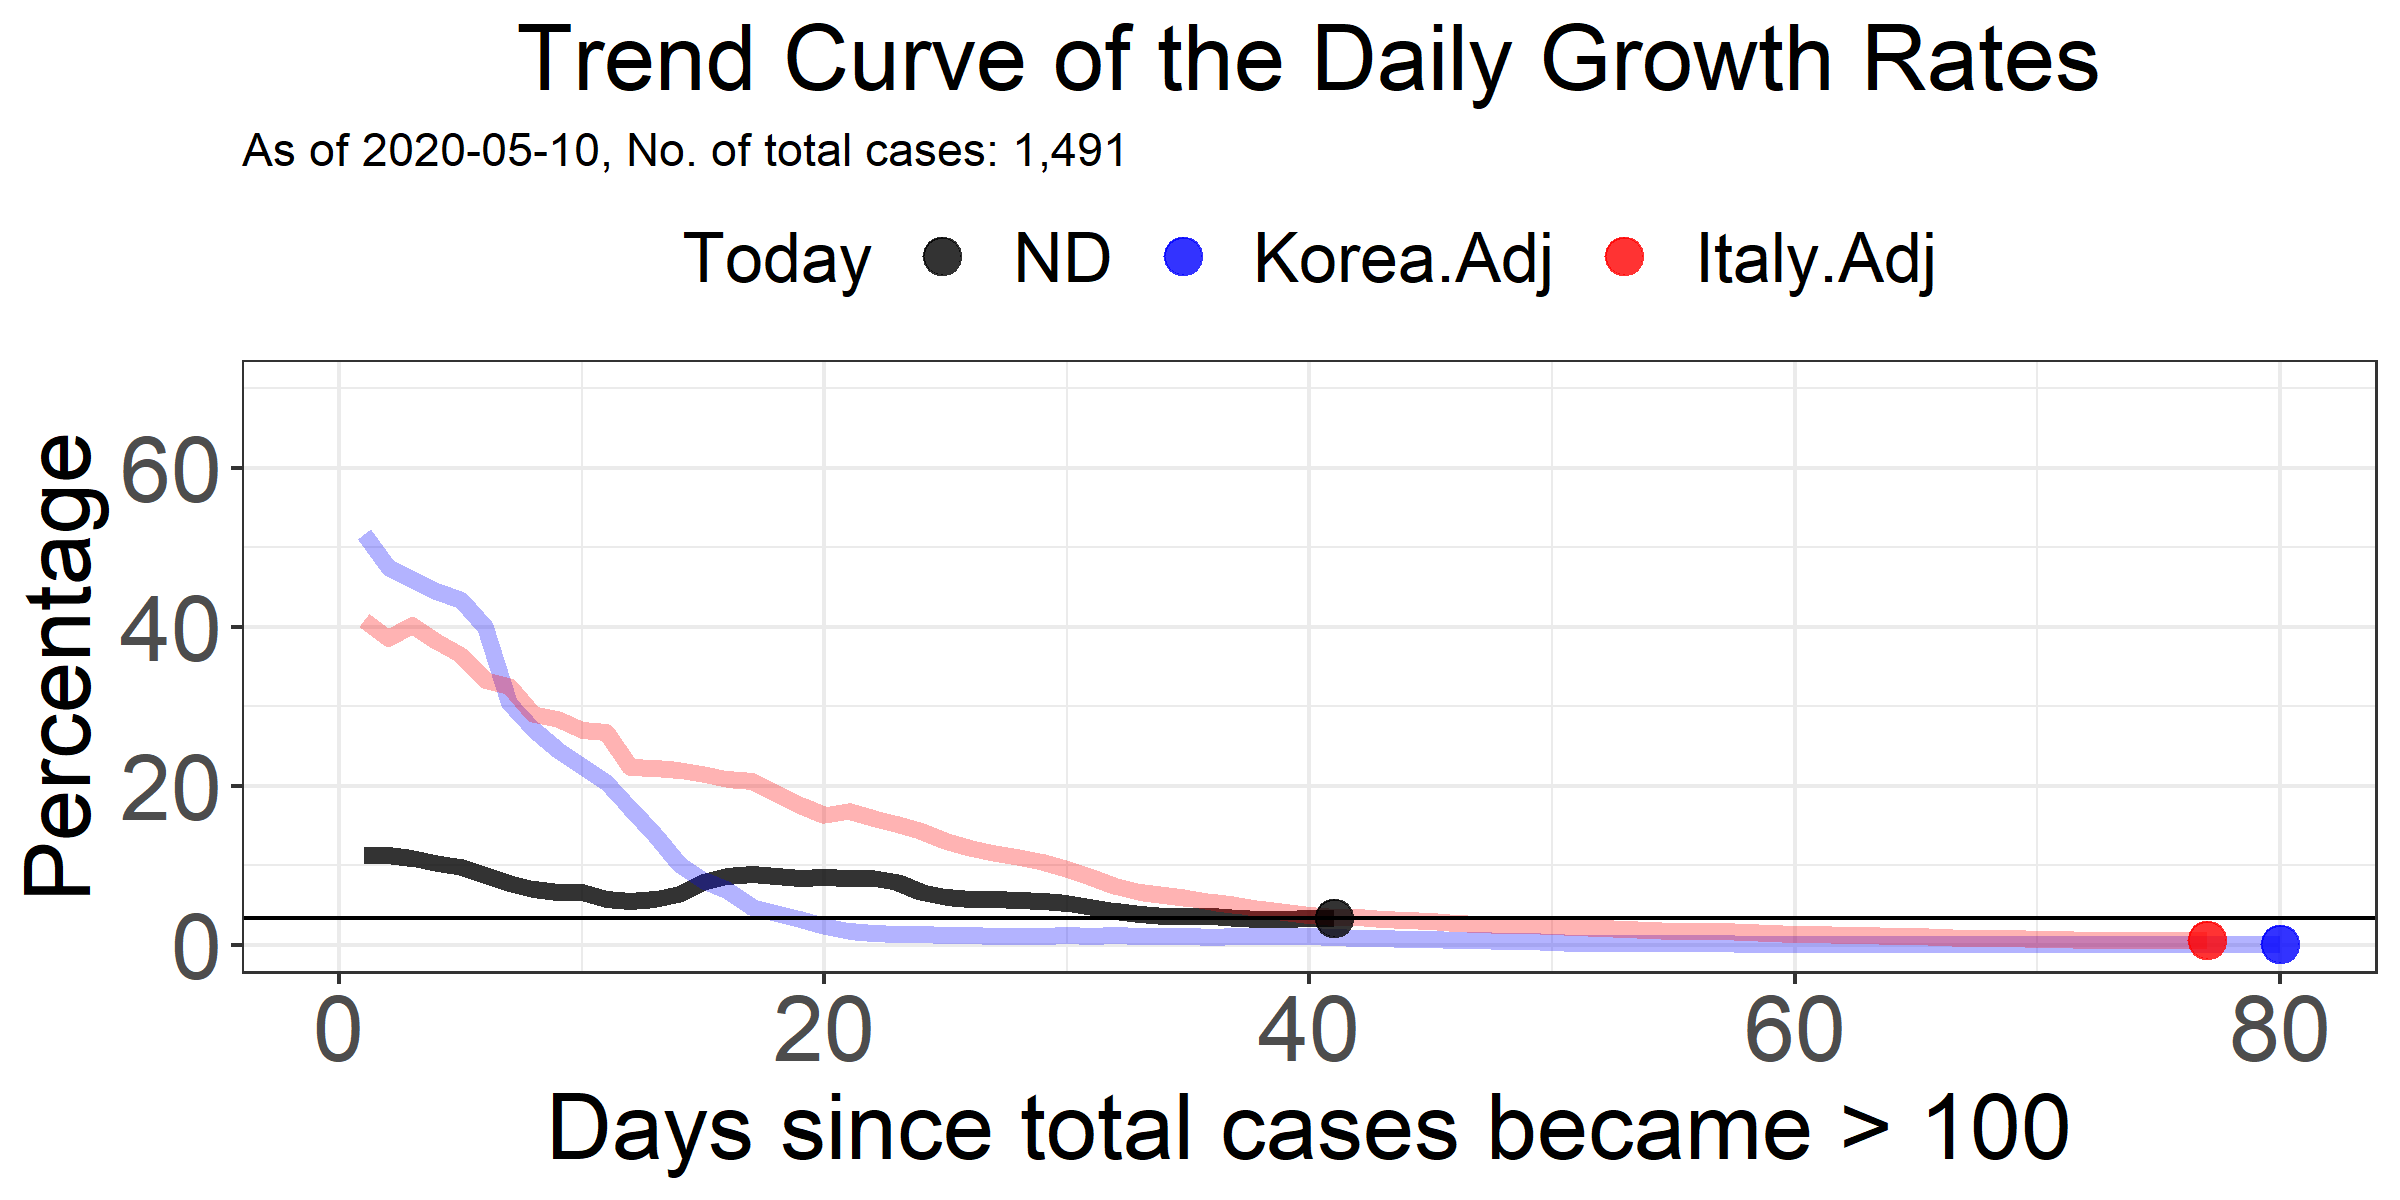 Trend Curve of the Daily Growth Rates
As of 2020-05-10, No. of total cases: 1,491
Today ND Korea.Adj Italy.Adj
Percentage
60
40
20
0
0 20 40 60 80
Days since total cases became > 100